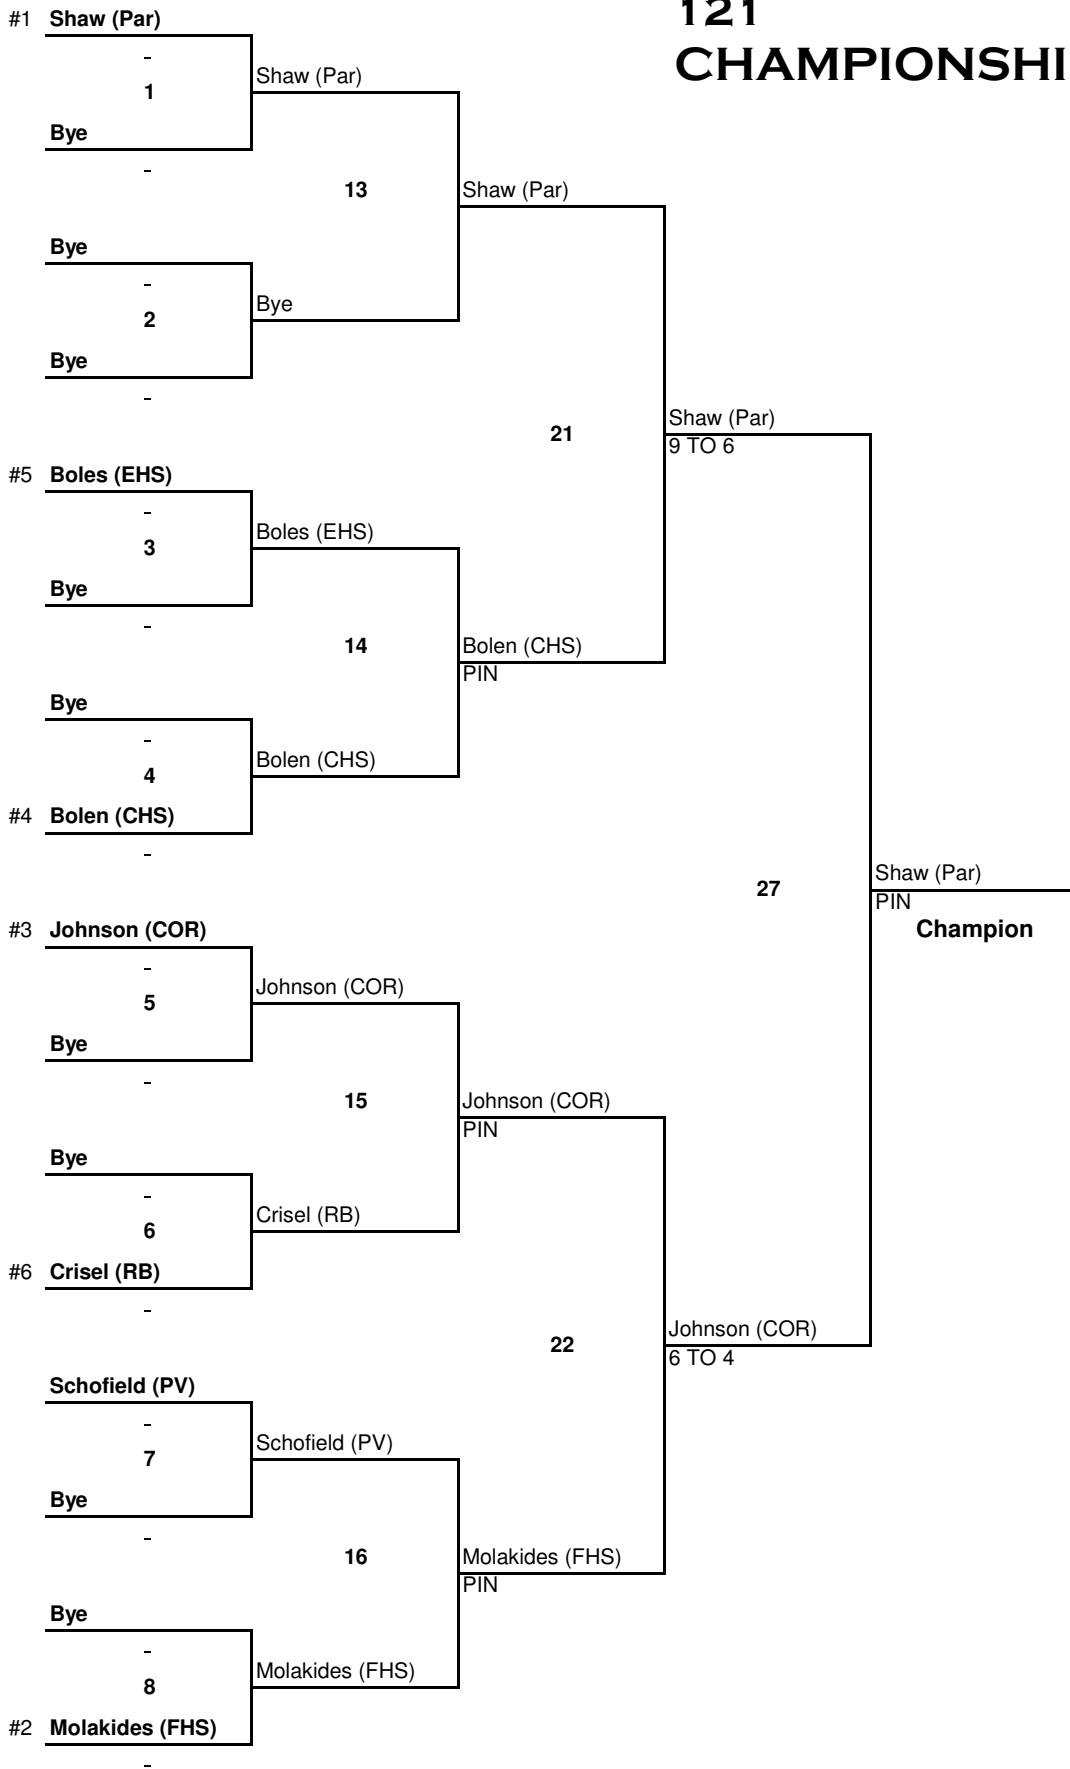 121
CHAMPIONSHI
#1 Shaw (Par)
-
1
Bye
-
Shaw (Par)
13
Bye
-
2
Bye
-
Bye
Shaw (Par)
21
#5 Boles (EHS)
-
3
Bye
-
Boles (EHS)
14
Bye
-
4
#4 Bolen (CHS)
-
Bolen (CHS)
Bolen (CHS)
PIN
Shaw (Par)
9 TO 6
27
#3 Johnson (COR)
-
5
Bye
-
Johnson (COR)
15
Bye
-
6
#6 Crisel (RB)
-
Crisel (RB)
Johnson (COR)
PIN
22
Schofield (PV)
-
7
Bye
-
Schofield (PV)
16
Bye
-
8
#2 Molakides (FHS)
-
Molakides (FHS)
Molakides (FHS)
PIN
Johnson (COR)
6 TO 4
Shaw (Par)
PIN
Champion